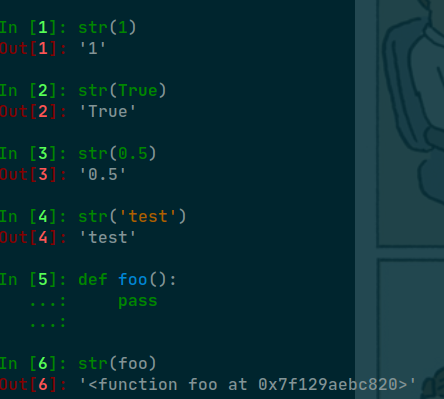 In [1]: str(1)
Out[1]: '1'
In [2]: str(True)
Out[2]: 'True'
In [3]: str(0.5)
Out[3]: '0.5'
In [4]: str('test')
Out[4]: 'test'
In [5]: def foo():
   ...:     pass
   ...:
In [6]: str(foo)
Out[6]: '<function foo at 0x7f129aebc820>'